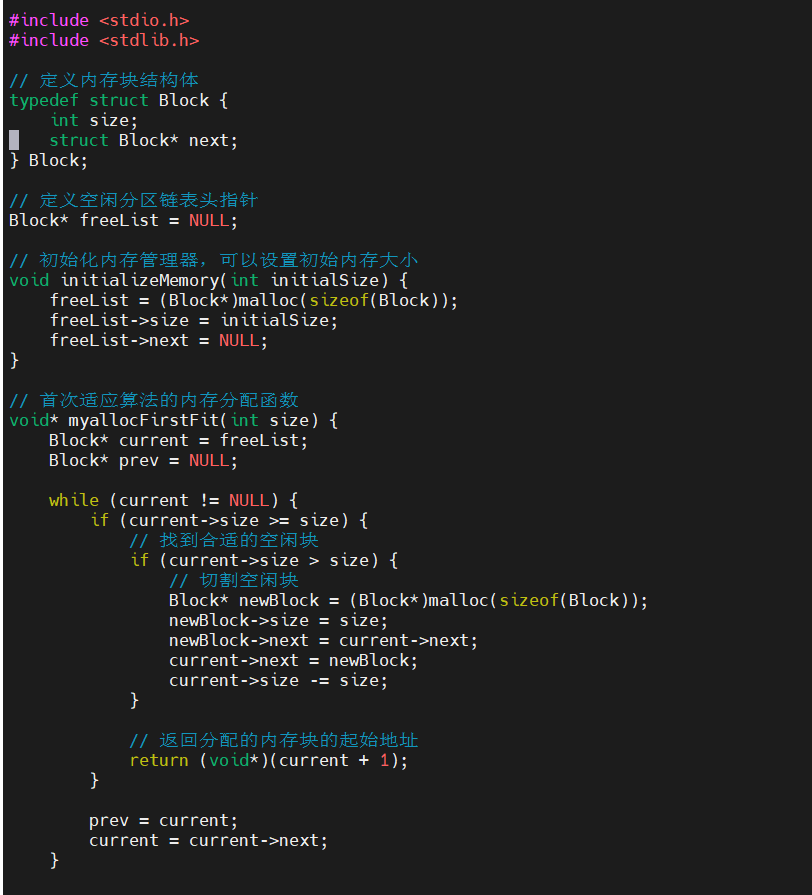 #include <stdio.h>
#include <stdlib.h>
// 定义内存块结构体
typedef struct Block {
    int size;
    struct Block* next;
} Block;
// 定义空闲分区链表头指针
Block* freeList = NULL;
// 初始化内存管理器，可以设置初始内存大小
void initializeMemory(int initialSize) {
    freeList = (Block*)malloc(sizeof(Block));
    freeList->size = initialSize;
    freeList->next = NULL;
}
// 首次适应算法的内存分配函数
void* myallocFirstFit(int size) {
    Block* current = freeList;
    Block* prev = NULL;
    while (current != NULL) {
        if (current->size >= size) {
            // 找到合适的空闲块
            if (current->size > size) {
                // 切割空闲块
                Block* newBlock = (Block*)malloc(sizeof(Block));
                newBlock->size = size;
                newBlock->next = current->next;
                current->next = newBlock;
                current->size -= size;
            }
            // 返回分配的内存块的起始地址
            return (void*)(current + 1);
        }
        prev = current;
        current = current->next;
    }